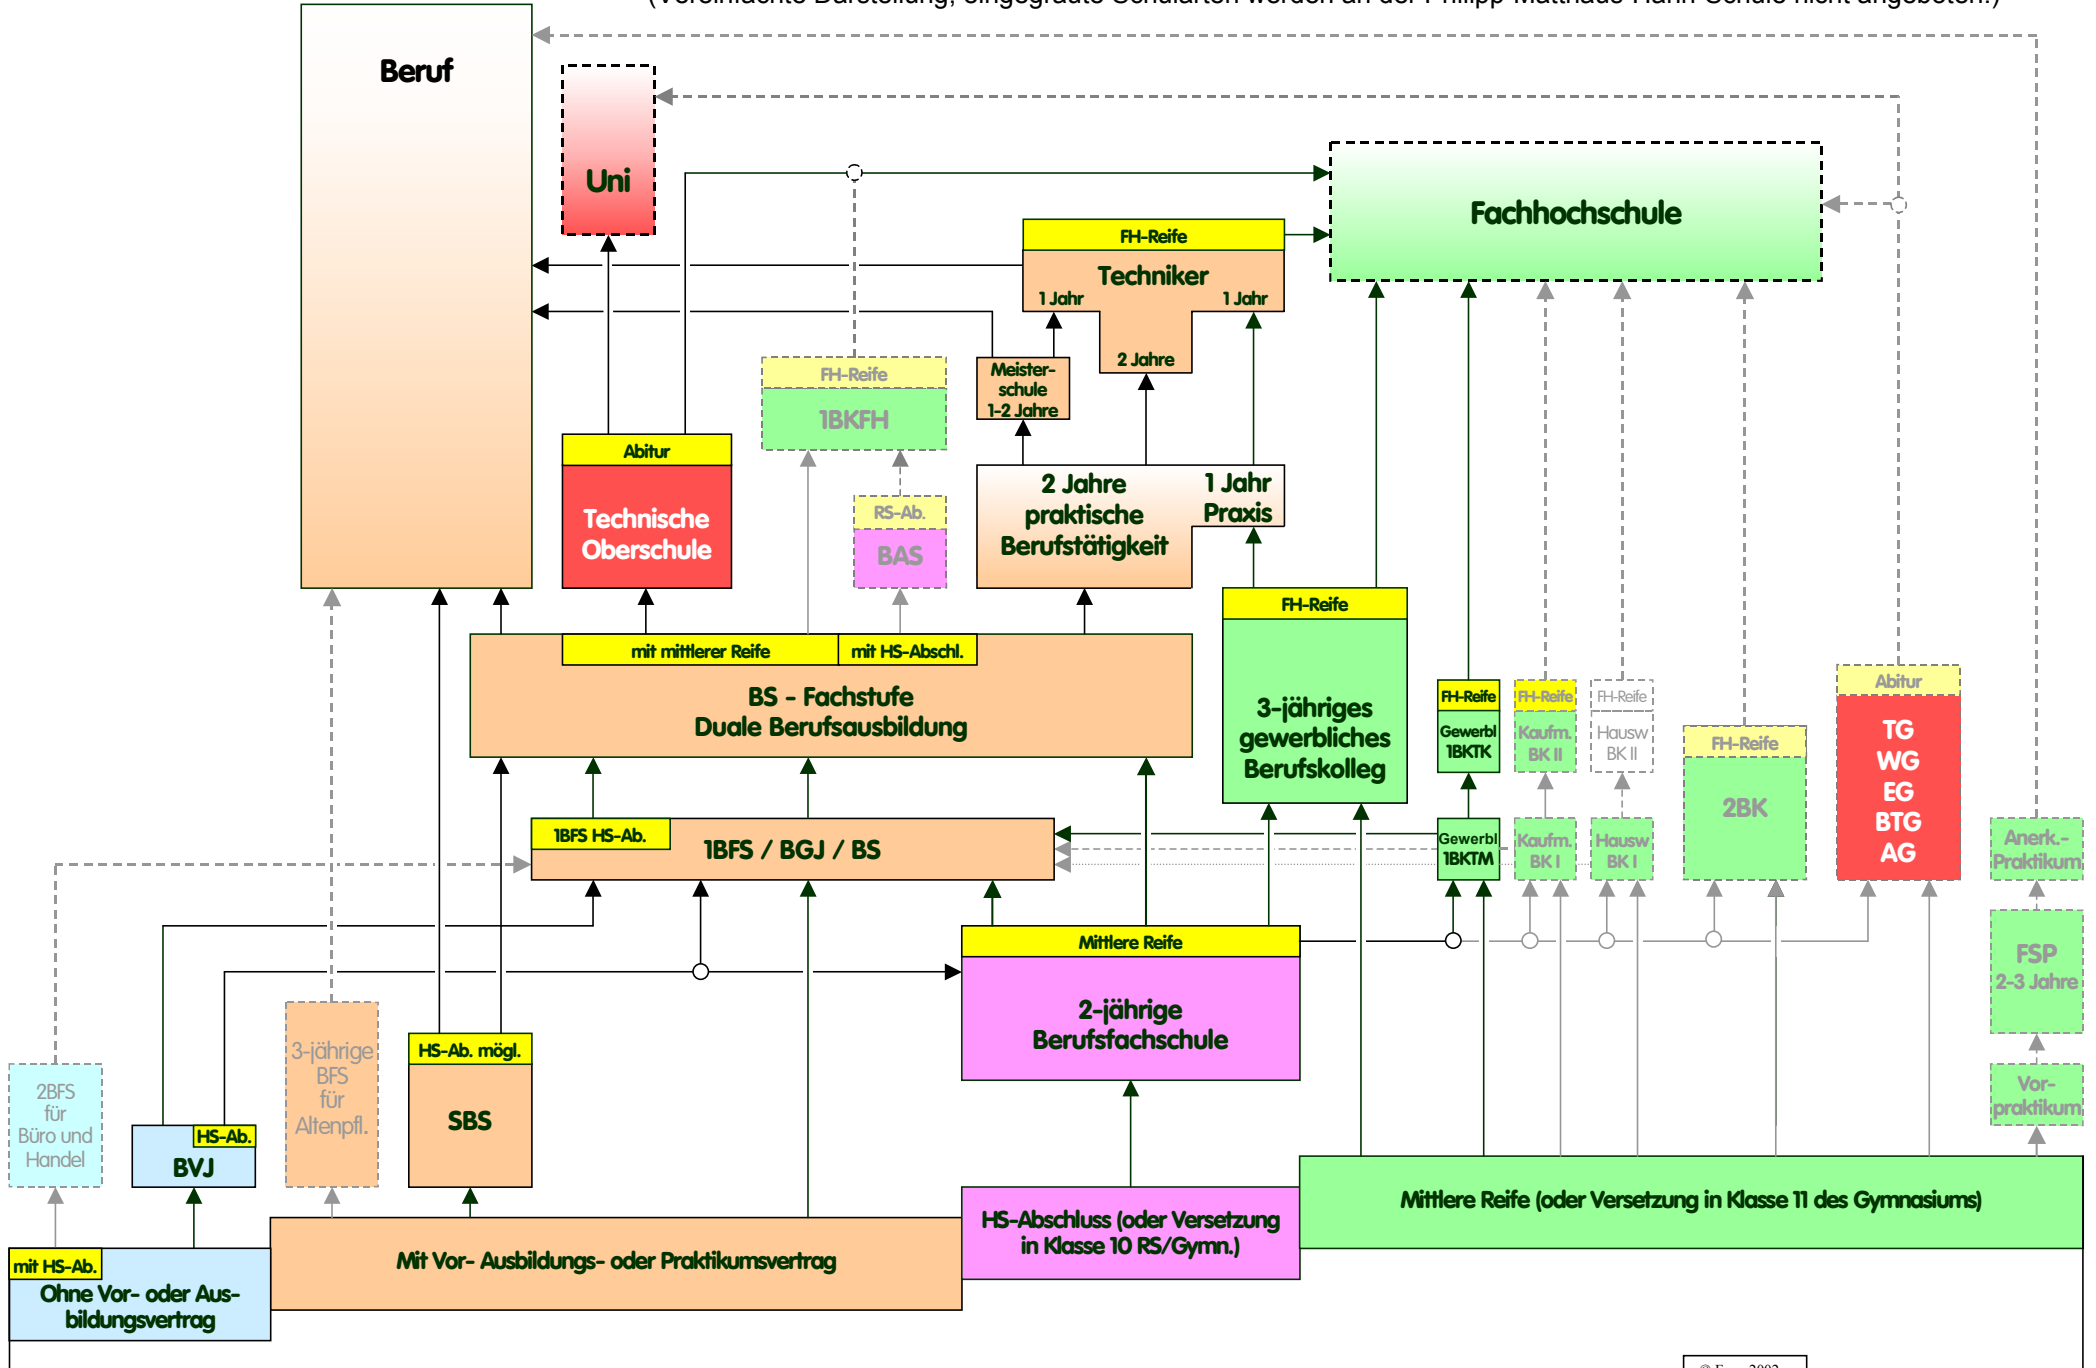 Beruf
Uni
Fachhochschule
FH-Reife
Techniker
1 Jahr
1 Jahr
2 Jahre
Meister-
schule
1-2 Jahre
FH-Reife
1BKFH
Abitur
Technische
Oberschule
RS-Ab.
BAS
2 Jahre
praktische
Berufstätigkeit
1 Jahr
Praxis
FH-Reife
3-jähriges
gewerbliches
Berufskolleg
mit mittlerer Reife
mit HS-Abschl.
BS - Fachstufe
Duale Berufsausbildung
FH-Reife
Gewerbl
1BKTK
FH-Reife
Kaufm.
BK II
FH-Reife
Hausw
BK II
FH-Reife
2BK
Abitur
TG
WG
EG
BTG
AG
1BFS HS-Ab.
1BFS / BGJ / BS
Gewerbl
1BKTM
Kaufm.
BK I
Hausw
BK I
Anerk.-
Praktikum
FSP
2-3 Jahre
Vor-
praktikum
Mittlere Reife
2-jährige
Berufsfachschule
2BFS
für
Büro und
Handel
HS-Ab.
BVJ
3-jährige
BFS
für
Altenpfl.
HS-Ab. mögl.
SBS
mit HS-Ab.
Ohne Vor- oder Aus-
bildungsvertrag
Mit Vor- Ausbildungs- oder Praktikumsvertrag
HS-Abschluss (oder Versetzung
in Klasse 10 RS/Gymn.)
Mittlere Reife (oder Versetzung in Klasse 11 des Gymnasiums)